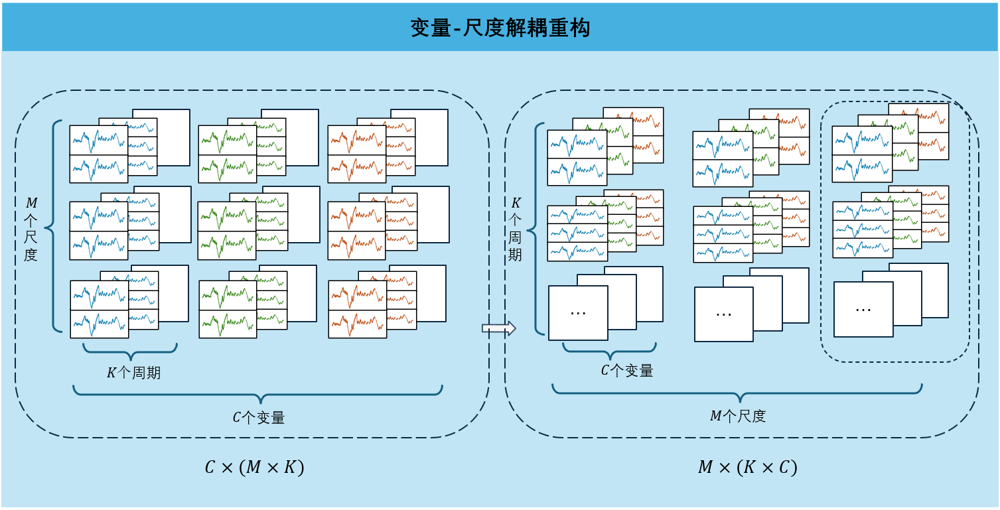 变量-尺度解耦重构
M
个
尺
度
K个周期
C个变量
C × (M × K)
K
个
周
期
...
...
...
C个变量
M个尺度
M × (K × C)